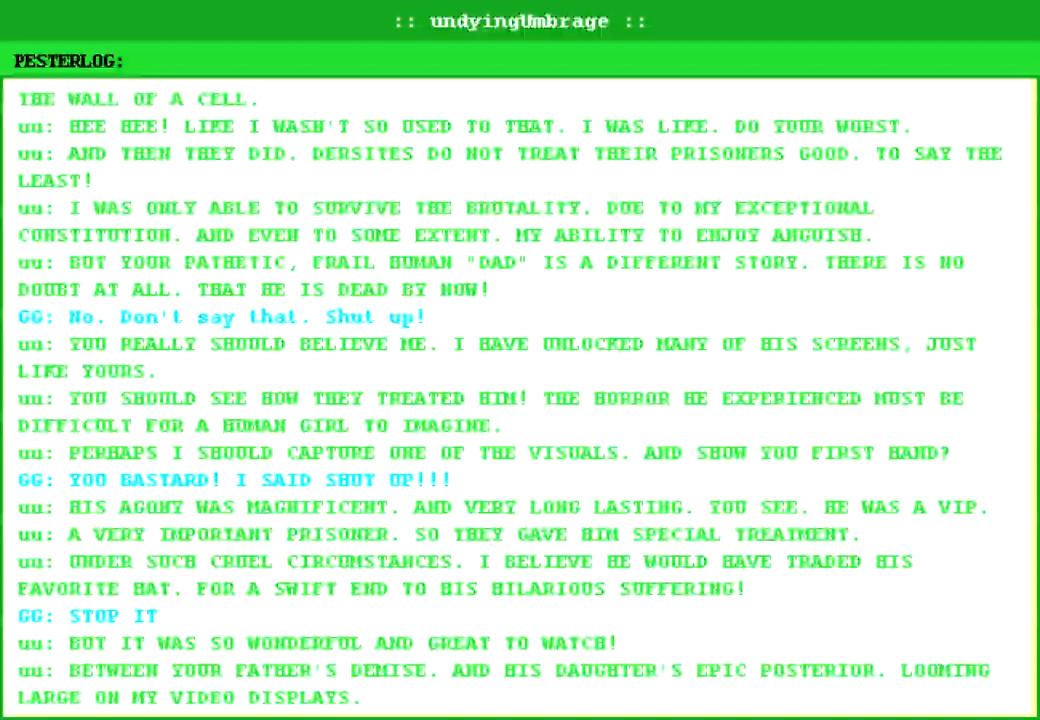 :: undyingUmbrage ::
PESTERLOG:
THE WALL OF A CELL.
uu: HEE HEE! LIKE I WASN'T SO USED TO THAT. I WAS LIKE. DO YOUR WORST.
uu: AND THEN THEY DID. DERSITES DO NOT TREAT THEIR PRISONERS GOOD. TO SAY THE
LEAST!
uu: I WAS ONLY ABLE TO SURVIVE THE BRUTALITY. DUE TO MY EXCEPTIONAL
CONSTITUTION. AND EVEN TO SOME EXTENT. MY ABILITY TO ENJOY ANGUISH.
uu: BUT YOUR PATHETIC, FRAIL HUMAN "DAD" IS A DIFFERENT STORY. THERE IS NO
DOUBT AT ALL. THAT HE IS DEAD BY NOW!
GG: No. Don't say that. Shut up!
uu: YOU REALLY SHOULD BELIEVE ME. I HAVE UNLOCKED MANY OF HIS SCREENS, JUST
LIKE YOURS.
uu: YOU SHOULD SEE HOW THEY TREATED HIM! THE HORROR HE EXPERIENCED MUST BE
DIFFICULT FOR A HUMAN GIRL TO IMAGINE.
uu: PERHAPS I SHOULD CAPTURE ONE OF THE VISUALS. AND SHOW YOU FIRST HAND?
GG: YOU BASTARD! I SAID SHUT UP!!!
uu: HIS AGONY WAS MAGNIFICENT. AND VERY LONG LASTING. YOU SEE. HE WAS A VIP.
uu: A VERY IMPORTANT PRISONER. SO THEY GAVE HIM SPECIAL TREATMENT.
uu: UNDER SUCH CRUEL CIRCUMSTANCES. I BELIEVE HE WOULD HAVE TRADED HIS
FAVORITE HAT. FOR A SWIFT END TO HIS HILARIOUS SUFFERING!
GG: STOP IT
uu: BUT IT WAS SO WONDERFUL AND GREAT TO WATCH!
uu: BETWEEN YOUR FATHER'S DEMISE. AND HIS DAUGHTER'S EPIC POSTERIOR. LOOMING
LARGE ON MY VIDEO DISPLAYS.